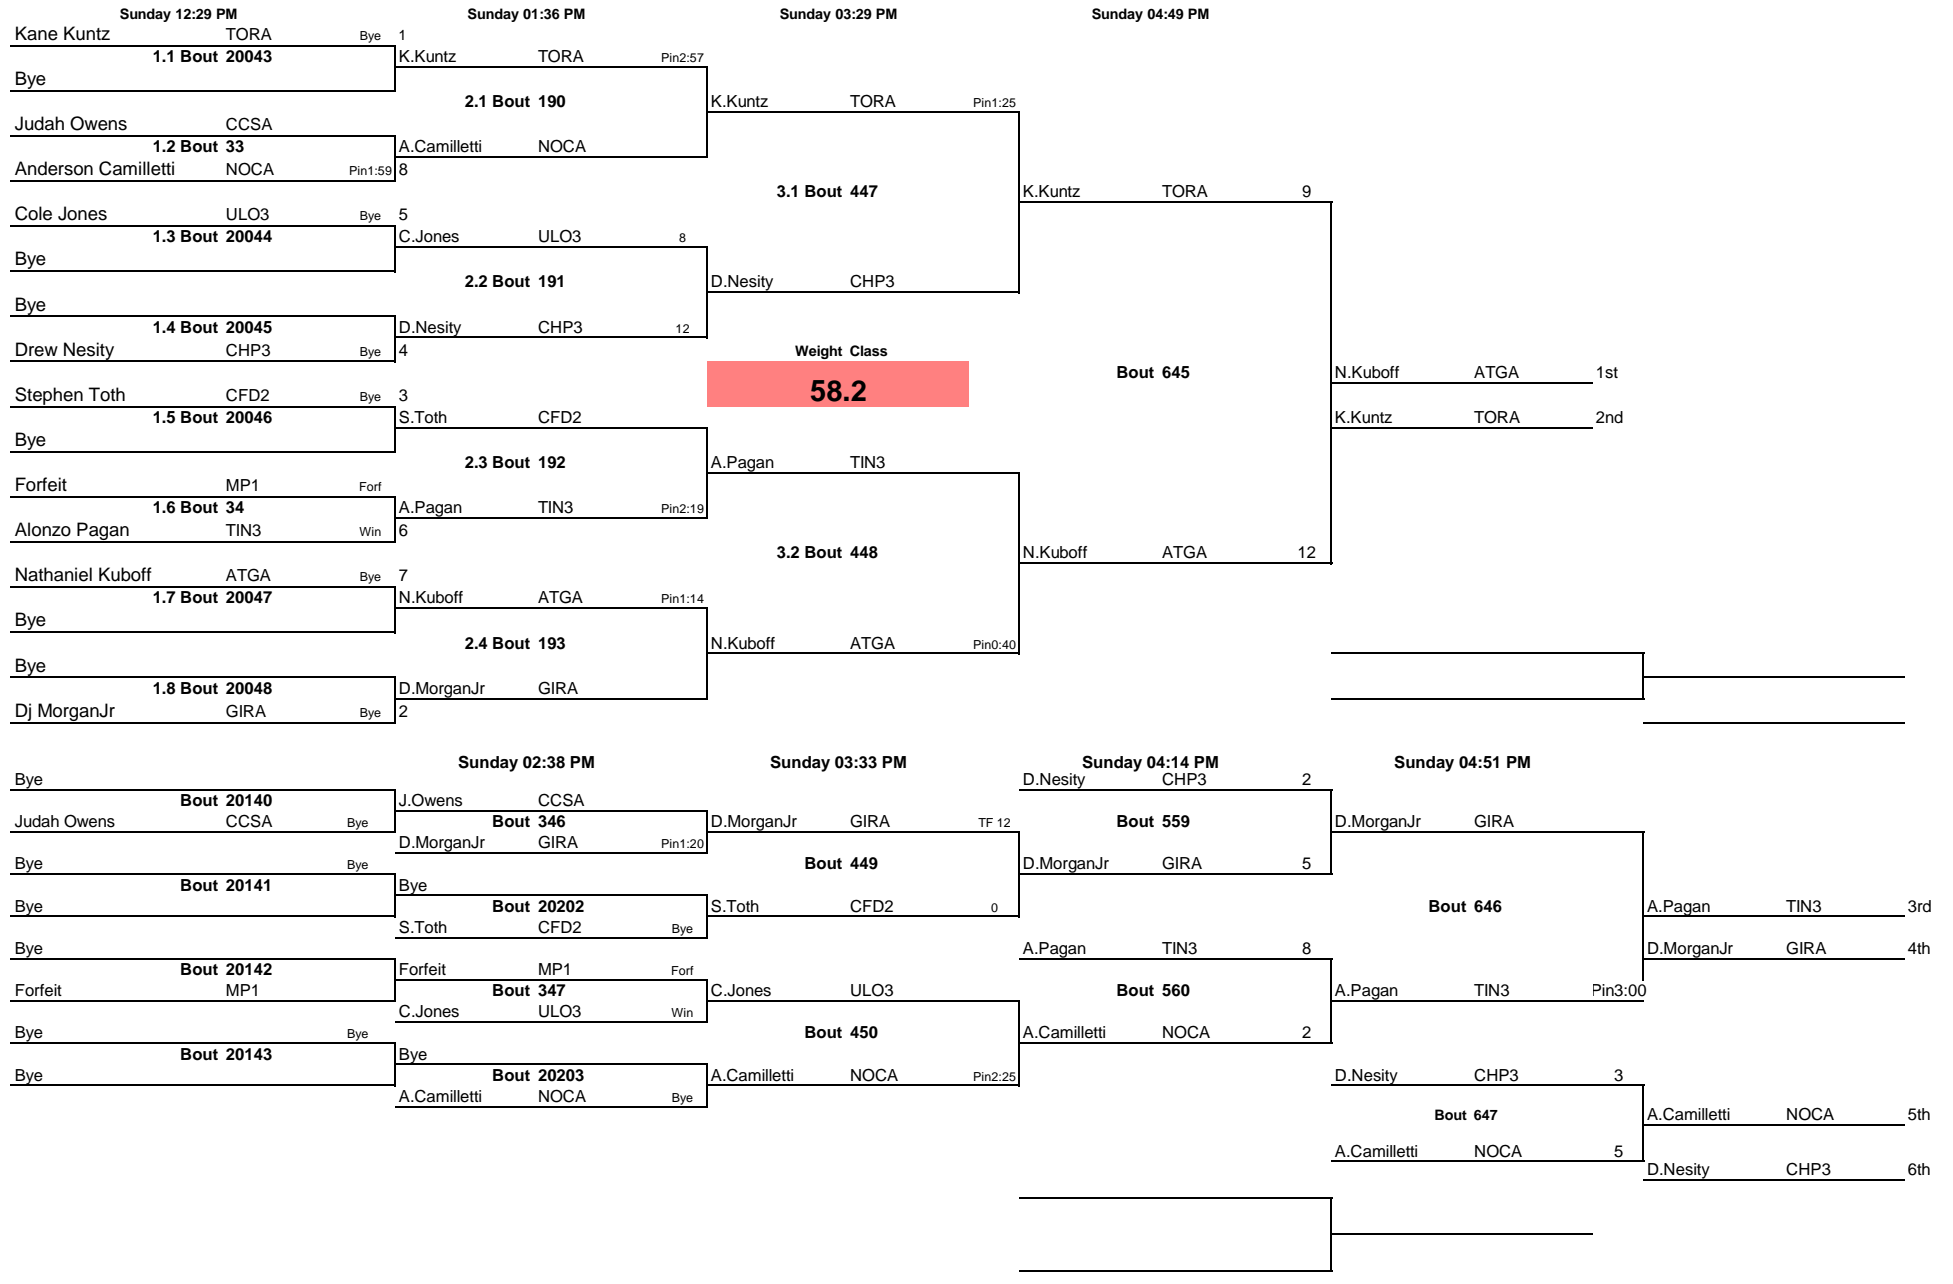 Sunday 12:29 PM Sunday 01:36 PM Sunday 03:29 PM Sunday 04:49 PM
Kane Kuntz TORA Bye 1
1.1 Bout 20043 K.Kuntz TORA Pin2:57
Bye
2.1 Bout 190 K.Kuntz TORA Pin1:25
Judah Owens CCSA
1.2 Bout 33 A.Camilletti NOCA
Anderson Camilletti NOCA Pin1:59 8
3.1 Bout 447 K.Kuntz TORA 9
Cole Jones ULO3 Bye 5
1.3 Bout 20044 C.Jones ULO3 8
Bye
2.2 Bout 191 D.Nesity CHP3
Bye
1.4 Bout 20045 D.Nesity CHP3 12
Drew Nesity CHP3 Bye 4 Weight Class
Bout 645 N.Kuboff ATGA 1st
58.2
Stephen Toth CFD2 Bye 3
1.5 Bout 20046 S.Toth CFD2 K.Kuntz TORA 2nd
Bye
2.3 Bout 192 A.Pagan TIN3
Forfeit MP1 Forf
1.6 Bout 34 A.Pagan TIN3 Pin2:19
Alonzo Pagan TIN3 Win 6
3.2 Bout 448 N.Kuboff ATGA 12
Nathaniel Kuboff ATGA Bye 7
1.7 Bout 20047 N.Kuboff ATGA Pin1:14
Bye
2.4 Bout 193 N.Kuboff ATGA Pin0:40
Bye
1.8 Bout 20048 D.MorganJr GIRA
Dj MorganJr GIRA Bye 2
Sunday 02:38 PM Sunday 03:33 PM Sunday 04:14 PM Sunday 04:51 PM
Bye D.Nesity CHP3 2
Bout 20140 J.Owens CCSA
Judah Owens CCSA Bye Bout 346 D.MorganJr GIRA TF 12 Bout 559 D.MorganJr GIRA
D.MorganJr GIRA Pin1:20
Bye Bye Bout 449 D.MorganJr GIRA 5
Bout 20141 Bye
Bye Bout 20202 S.Toth CFD2 0 Bout 646 A.Pagan TIN3 3rd
S.Toth CFD2 Bye
Bye A.Pagan TIN3 8 D.MorganJr GIRA 4th
Bout 20142 Forfeit MP1 Forf
Forfeit MP1 Bout 347 C.Jones ULO3 Bout 560 A.Pagan TIN3 Pin3:00
C.Jones ULO3 Win
Bye Bye Bout 450 A.Camilletti NOCA 2
Bout 20143 Bye
Bye Bout 20203 A.Camilletti NOCA Pin2:25 D.Nesity CHP3 3
A.Camilletti NOCA Bye
Bout 647 A.Camilletti NOCA 5th
A.Camilletti NOCA 5
D.Nesity CHP3 6th